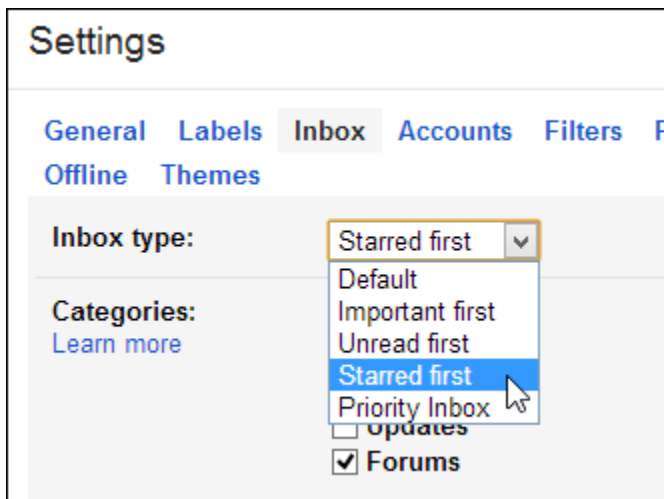 Settings
General Labels Inbox Accounts Filters
Offline Themes
Inbox type: Starred first
Default
Categories: Important first
Learn more Unread first
Starred first
Priority Inbox
Updates
Forums